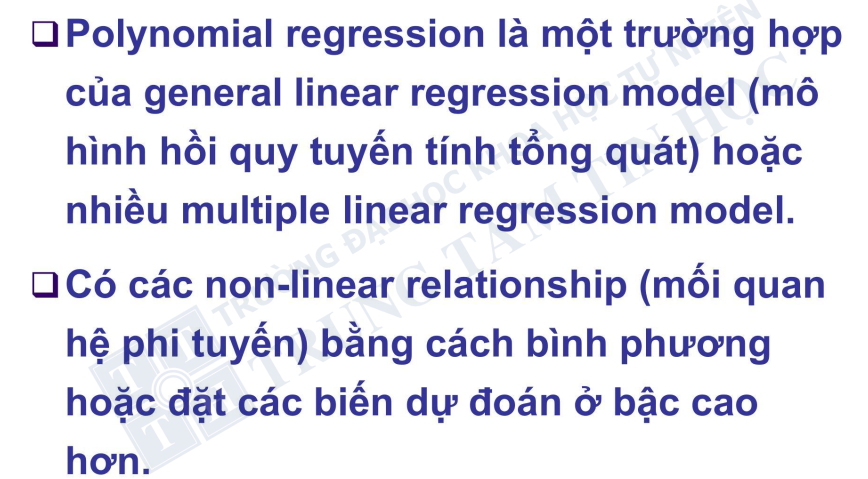 Polynomial regression là một trường hợp
của general linear regression model (mô
hình hồi quy tuyến tính tổng quát) hoặc
nhiều multiple linear regression model.
Có các non-linear relationship (mối quan
hệ phi tuyến) bằng cách bình phương
hoặc đặt các biến dự đoán ở bậc cao
hơn.
TRƯỜNG ĐẠI HỌC KHOA HỌC TỰ NHIÊN
TRUNG TÂM TIN HỌC